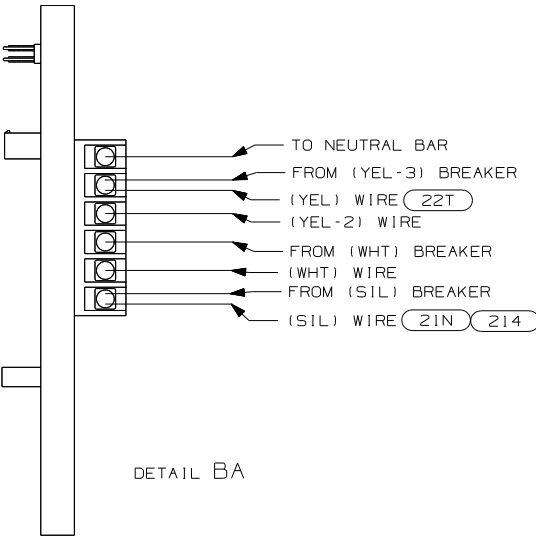 TO NEUTRAL BAR
FROM (YEL-3) BREAKER
(YEL) WIRE 22T
(YEL-2) WIRE
FROM (WHT) BREAKER
(WHT) WIRE
FROM (SIL) BREAKER
(SIL) WIRE 21N 214
DETAIL BA